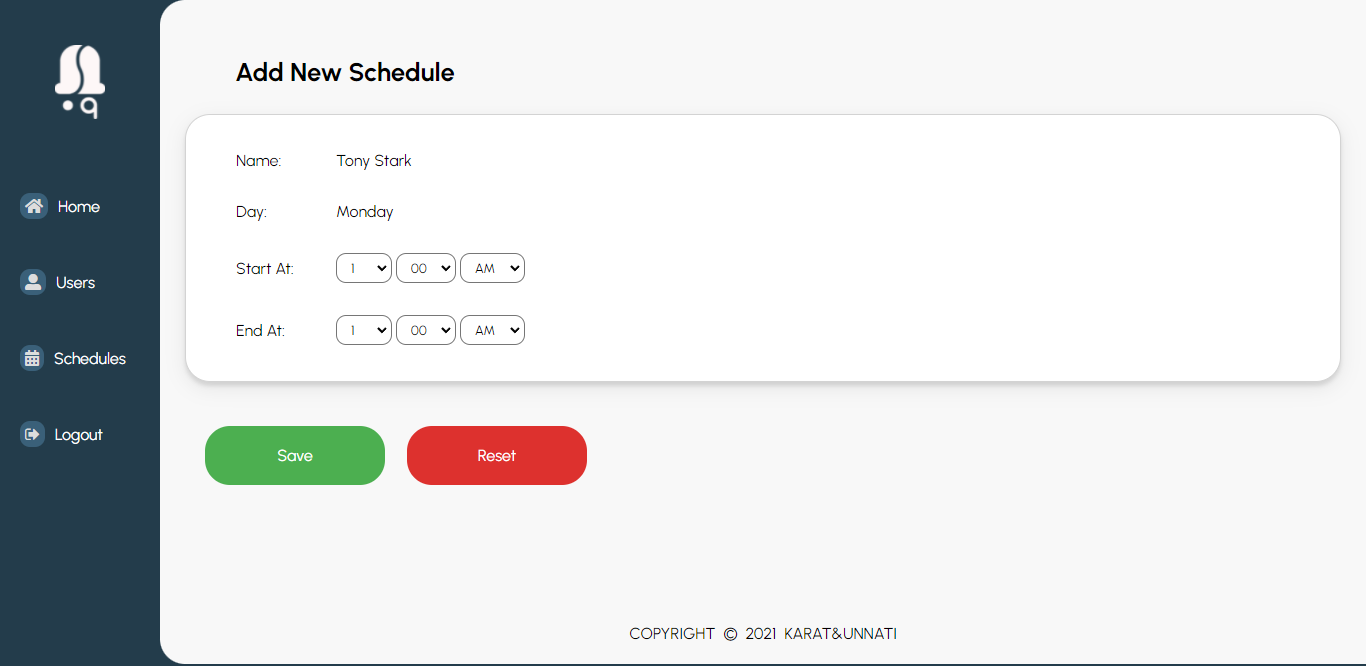 Home
Users
Schedules
Logout
Add New Schedule
Name: Tony Stark
Day: Monday
Start At: 1 00 AM
End At: 1 00 AM
Save Reset
COPYRIGHT © 2021 KARAT&UNNATI